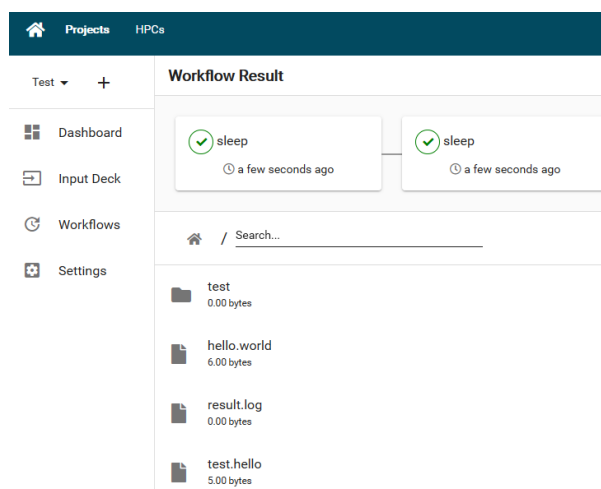 Projects HPCs
Test +
Workflow Result
Dashboard
Input Deck
Workflows
Settings
sleep
a few seconds ago
sleep
a few seconds ago
/ Search...
test
0.00 bytes
hello.world
6.00 bytes
result.log
0.00 bytes
test.hello
5.00 bytes